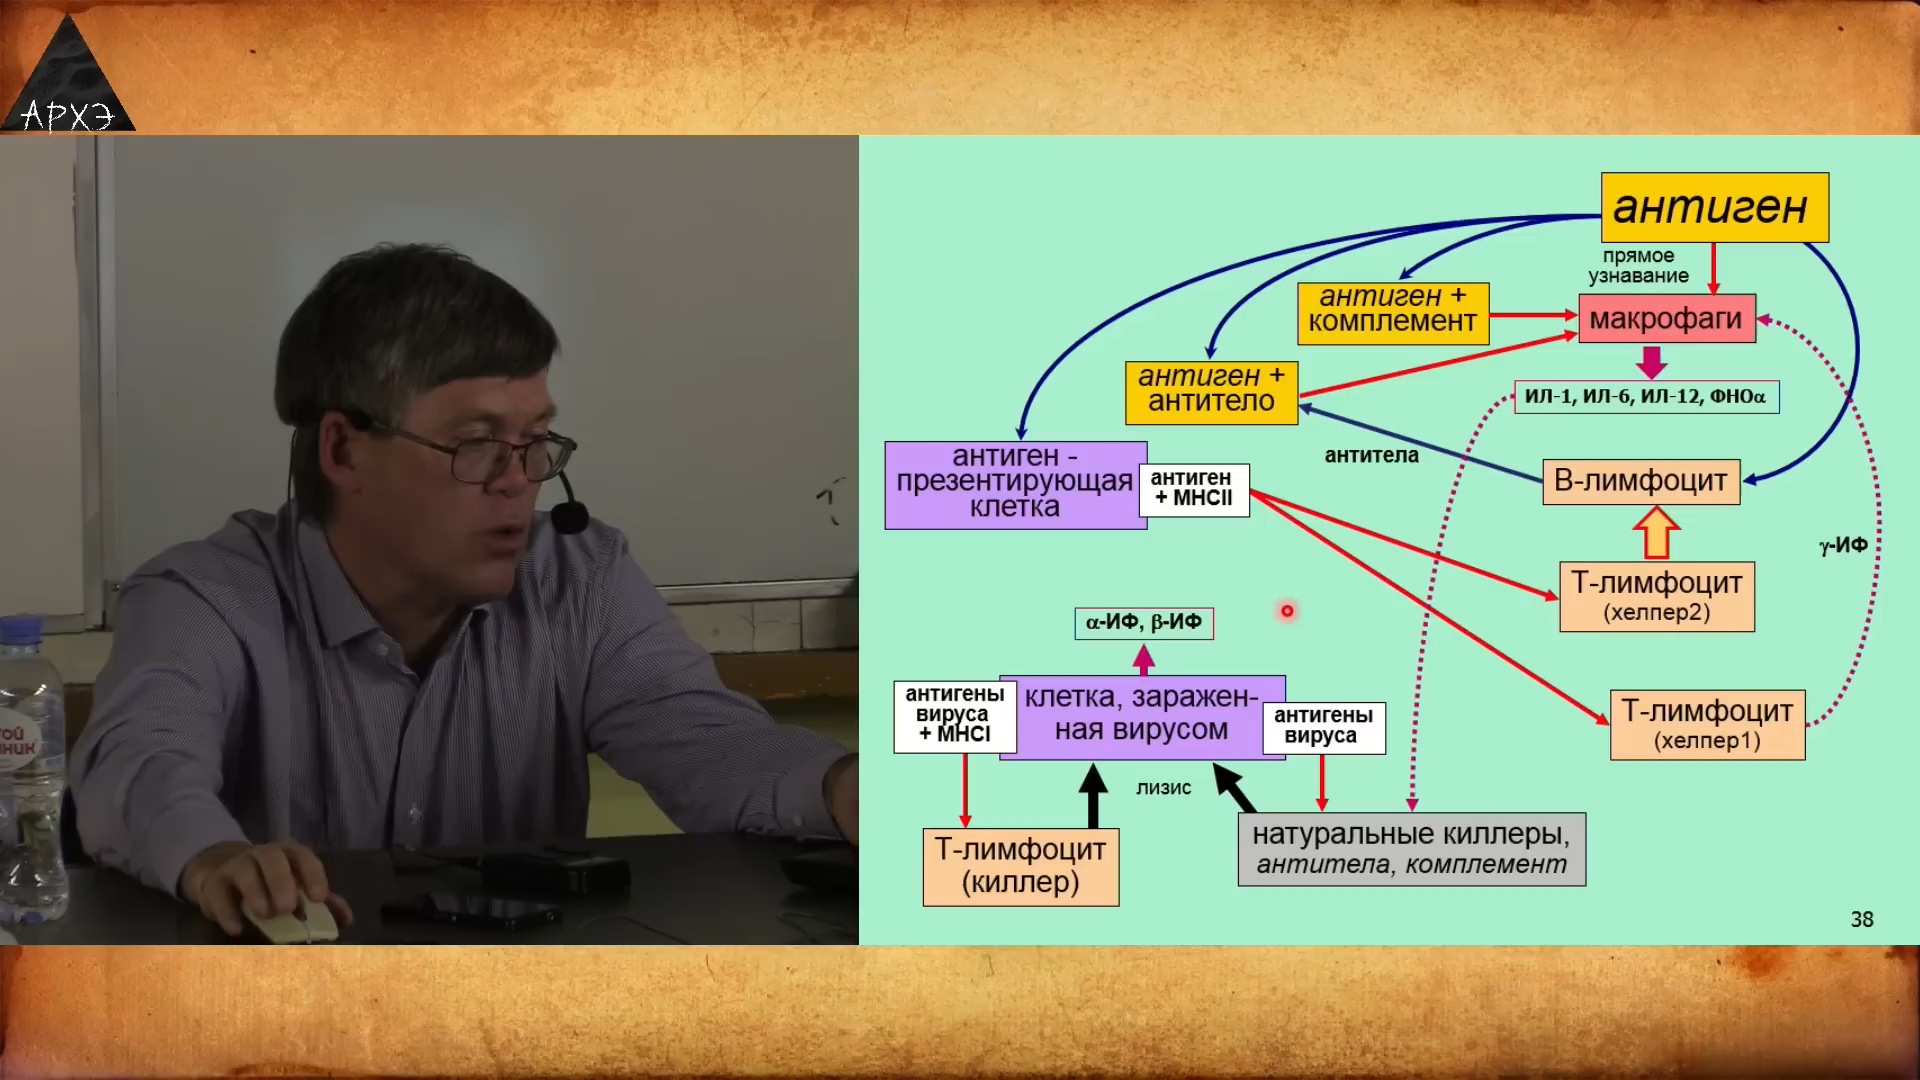 АРХЭ
антиген
прямое
узнавание
антиген +
комплемент
макрофаги
антиген +
антитело
ИЛ-1, ИЛ-6, ИЛ-12, ФНОα
антиген -
презентирующая
клетка
антиген
+ MHCII
антитела
В-лимфоцит
γ-ИФ
Т-лимфоцит
(хелпер2)
α-ИФ, β-ИФ
антигены
вируса
+ MHCI
клетка, заражен-
ная вирусом
антигены
вируса
Т-лимфоцит
(хелпер1)
лизис
Т-лимфоцит
(киллер)
натуральные киллеры,
антитела, комплемент
38